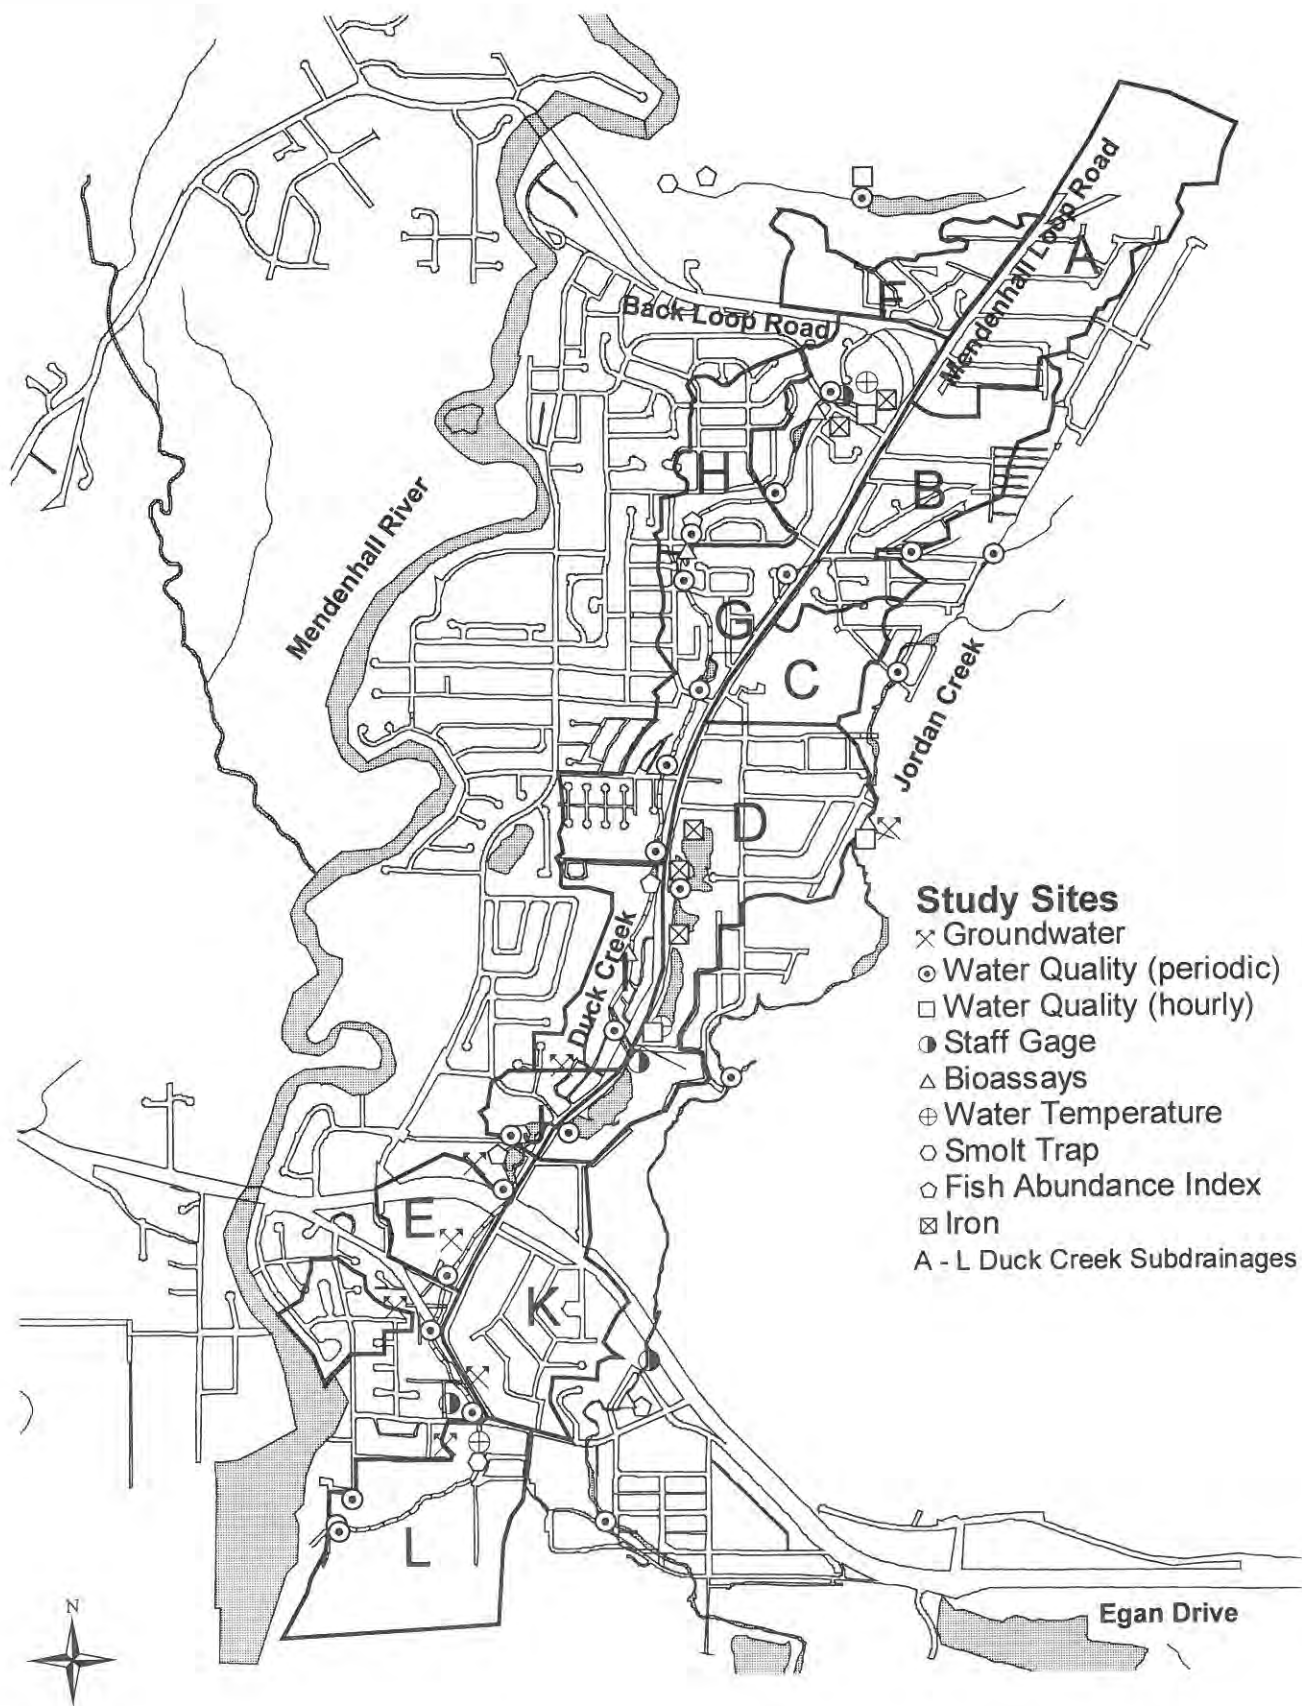 Mendenhall Loop Road
A
F
Back Loop Road
H
B
Mendenhall River
G
C
Jordan Creek
D
Study Sites
Groundwater
Water Quality (periodic)
Water Quality (hourly)
Duck Creek
Staff Gage
Bioassays
Water Temperature
Smolt Trap
Fish Abundance Index
E
Iron
A - L Duck Creek Subdrainages
K
L
N
Egan Drive